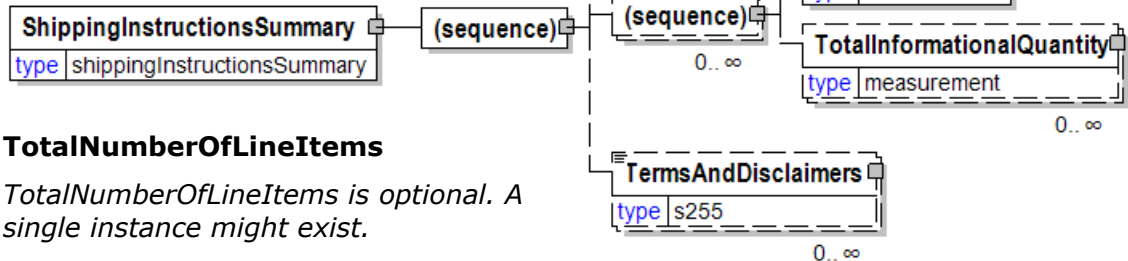 ShippingInstructionsSummary
type shippingInstructionsSummary
(sequence)
(sequence)
0.. ∞
TotalInformationalQuantity
type measurement
0.. ∞
TermsAndDisclaimers
type s255
0.. ∞
TotalNumberOfLineItems
TotalNumberOfLineItems is optional. A
single instance might exist.